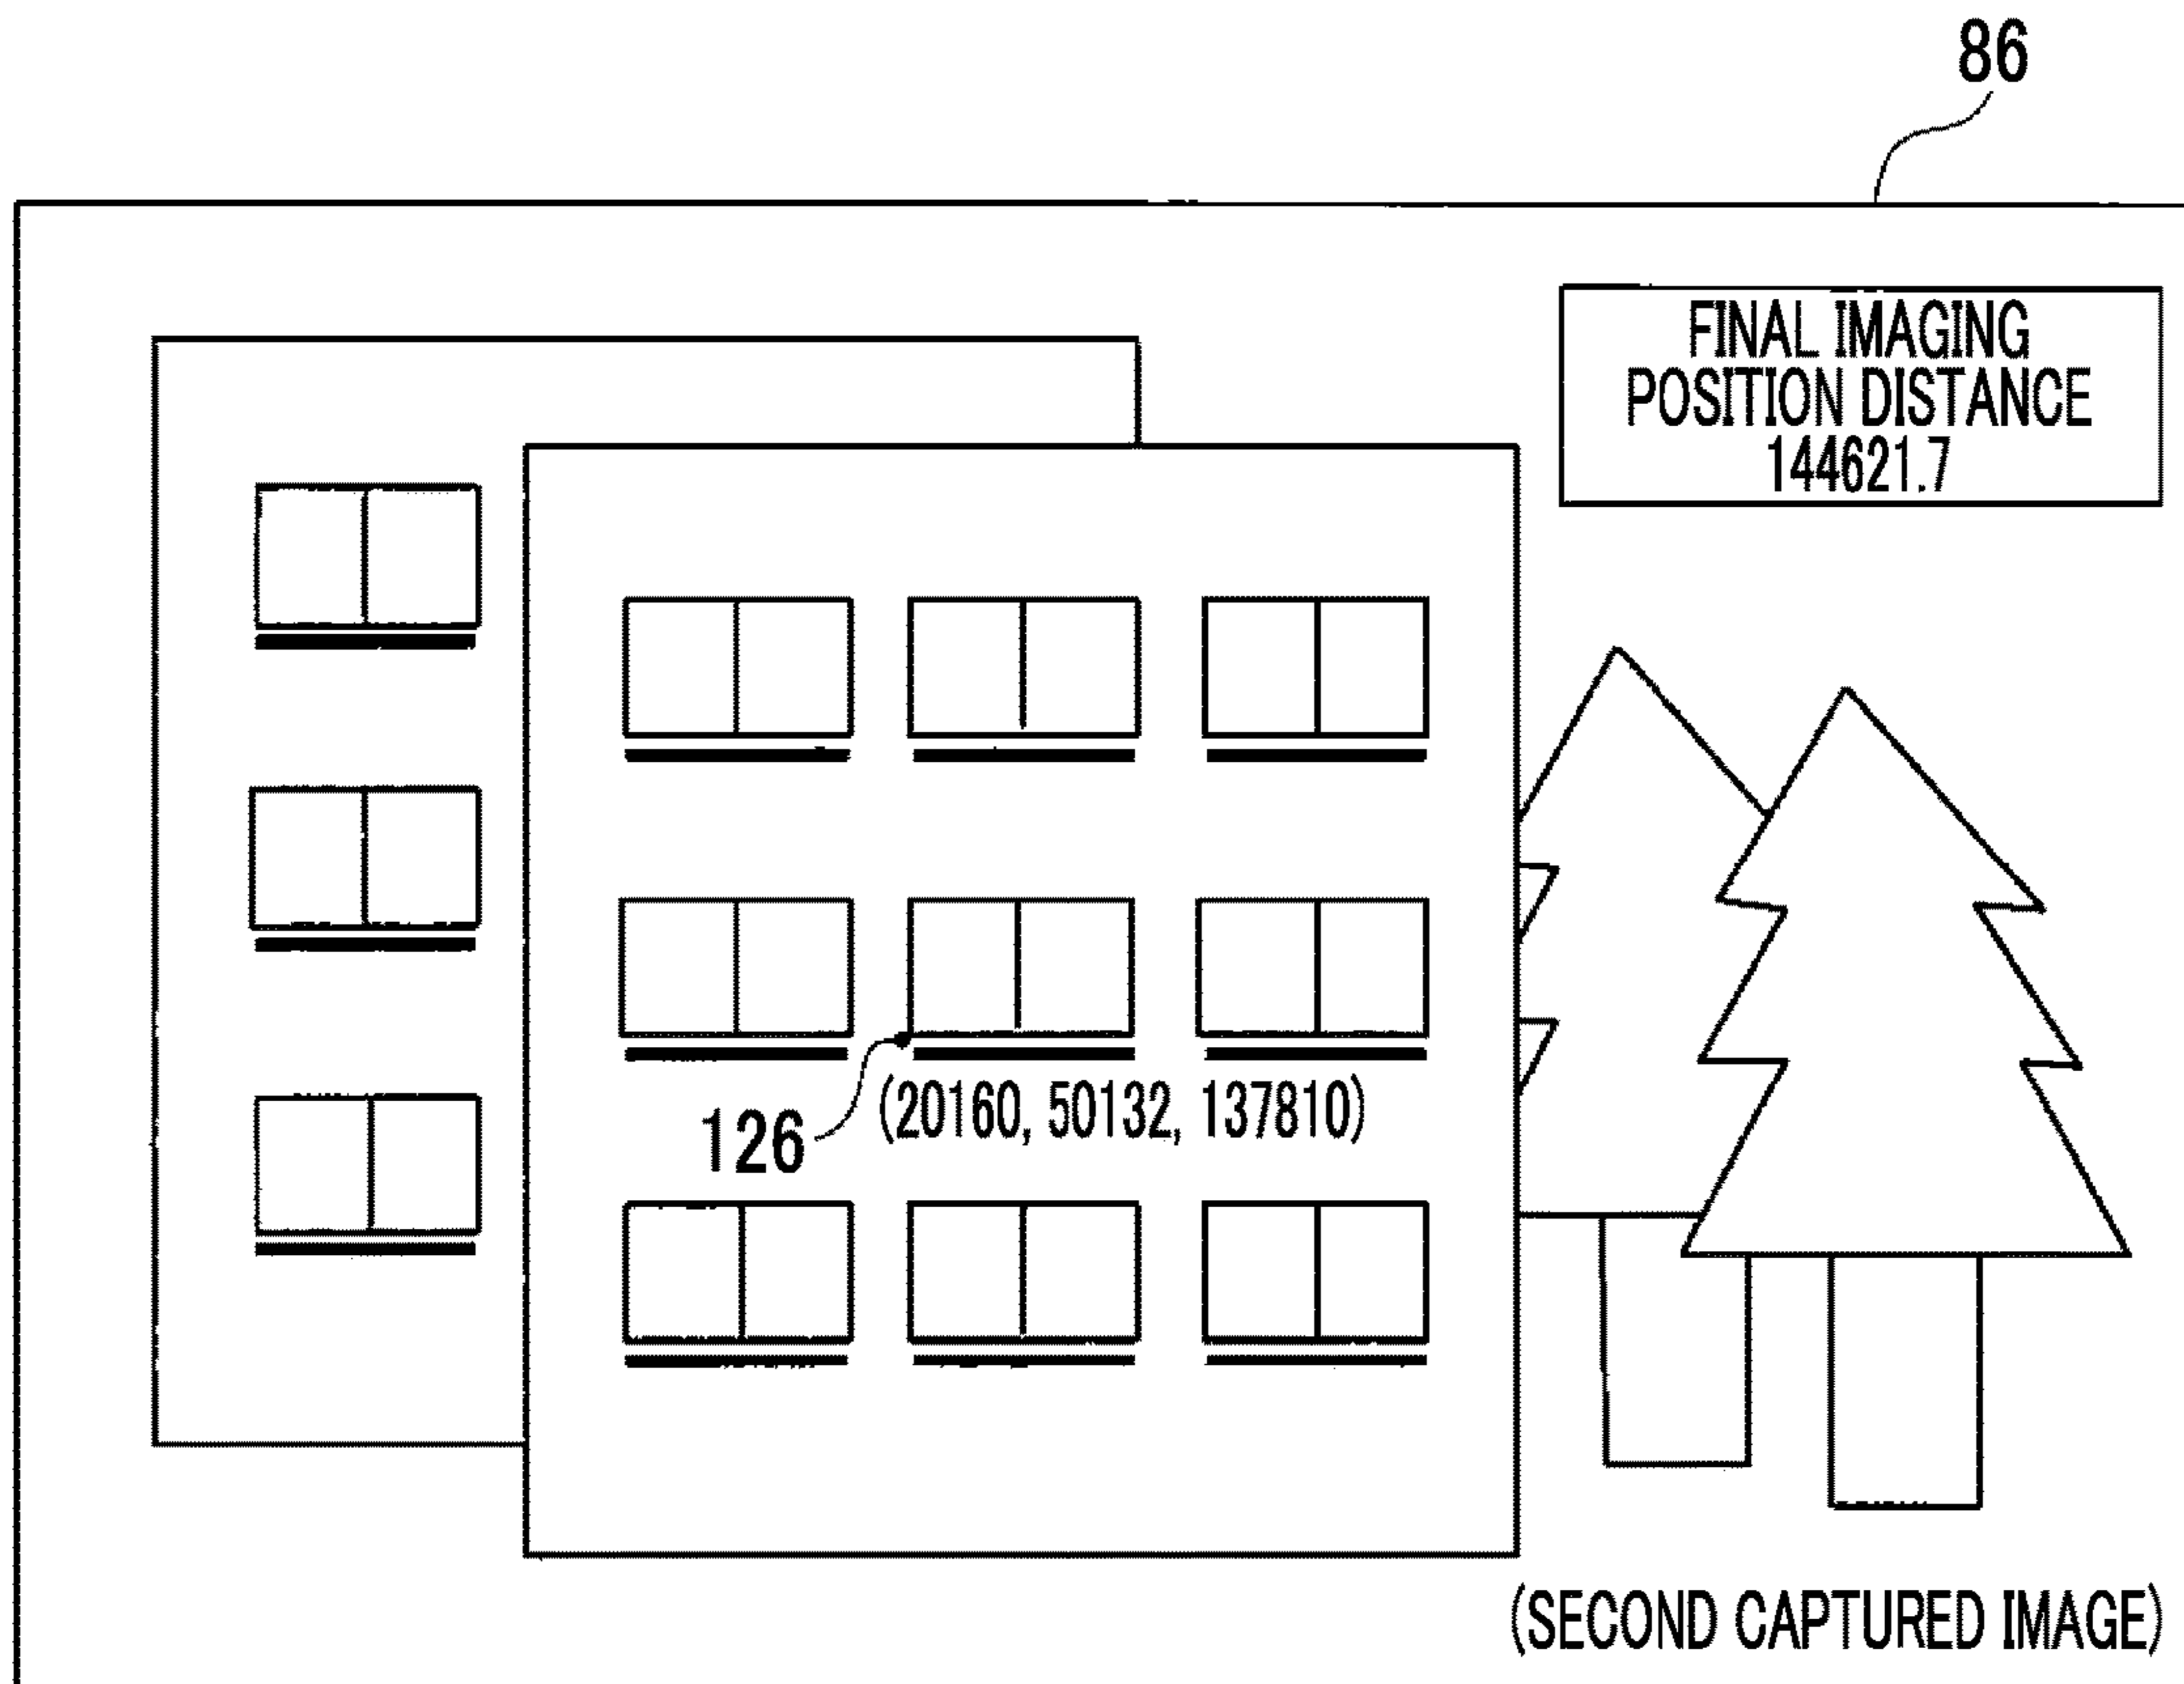 86
FINAL IMAGING
POSITION DISTANCE
144621.7
126
(20160, 50132, 137810)
(SECOND CAPTURED IMAGE)